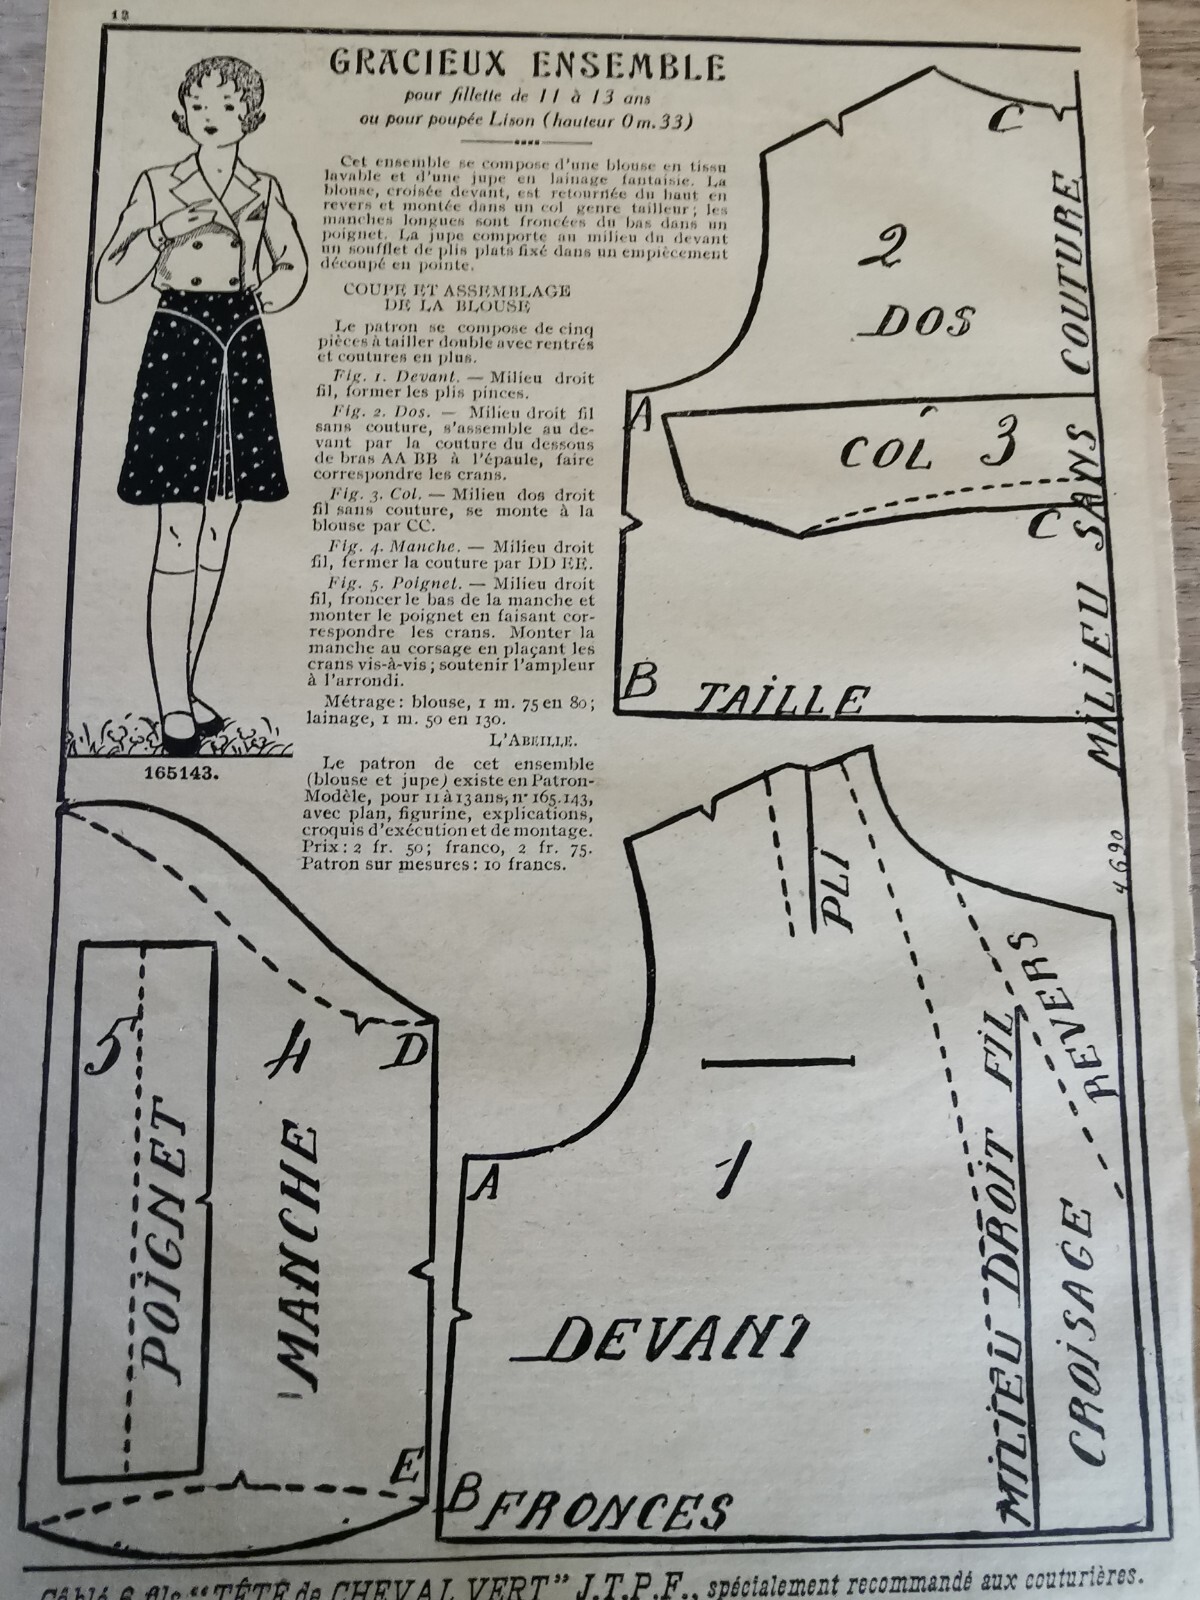 12
GRACIEUX ENSEMBLE
pour fillette de 11 à 13 ans
ou pour poupée Lison (hauteur 0 m. 33)
Cet ensemble se compose d'une blouse en tissu
lavable et d'une jupe en lainage fantaisie. La
blouse, croisée devant, est retournée du haut en
revers et montée dans un col genre tailleur ; les
manches longues sont froncées du bas dans un
poignet. La jupe comporte au milieu du devant
un soufflet de plis plats fixé dans un empiècement
découpé en pointe.
COUPE ET ASSEMBLAGE
DE LA BLOUSE
Le patron se compose de cinq
pièces à tailler double avec rentrés
et coutures en plus.
Fig. 1. Devant. — Milieu droit
fil, former les plis pinces.
Fig. 2. Dos. — Milieu droit fil
sans couture, s'assemble au de-
vant par la couture du dessous
de bras AA BB à l'épaule, faire
correspondre les crans.
Fig. 3. Col. — Milieu dos droit
fil sans couture, se monte à la
blouse par CC.
Fig. 4. Manche. — Milieu droit
fil, fermer la couture par DD EE.
Fig. 5. Poignet. — Milieu droit
fil, froncer le bas de la manche et
monter le poignet en faisant cor-
respondre les crans. Monter la
manche au corsage en plaçant les
crans vis-à-vis ; soutenir l'ampleur
à l'arrondi.
Métrage : blouse, 1 m. 75 en 80 ;
lainage, 1 m. 50 en 130.
L'ABEILLE.
Le patron de cet ensemble
(blouse et jupe) existe en Patron-
Modèle, pour 11 à 13 ans, n° 165.143,
avec plan, figurine, explications,
croquis d'exécution et de montage.
Prix : 2 fr. 50 ; franco, 2 fr. 75.
Patron sur mesures : 10 francs.
165143.
C
2
DOS
A
COL 3
C
MILIEU SANS COUTURE
B TAILLE
4690
PLI
REVERS
MILIEU DROIT FIL
CROISAGE
A
1
DEVANT
B FRONCES
5
POIGNET
4
D
MANCHE
E
Câblé 6 fils "TÊTE de CHEVAL VERT" J.T.P.F., spécialement recommandé aux couturières.